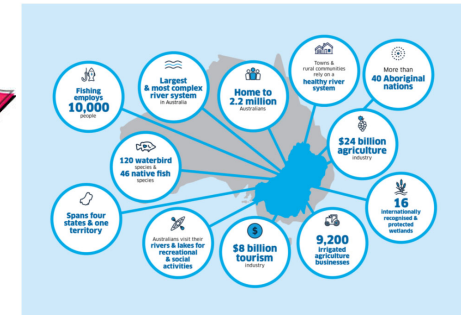 Fishing
employs
10,000
people
Largest
& most complex
river system
in Australia
Home to
2.2 million
Australians
Towns &
rural communities
rely on a
healthy river
system
More than
40 Aboriginal
nations
120 waterbird
species &
46 native fish
species
$24 billion
agriculture
industry
Spans four
states & one
territory
Australians visit their
rivers & lakes for
recreational
& social
activities
$
$8 billion
tourism
industry
9,200
irrigated
agriculture
businesses
16
internationally
recognised &
protected
wetlands